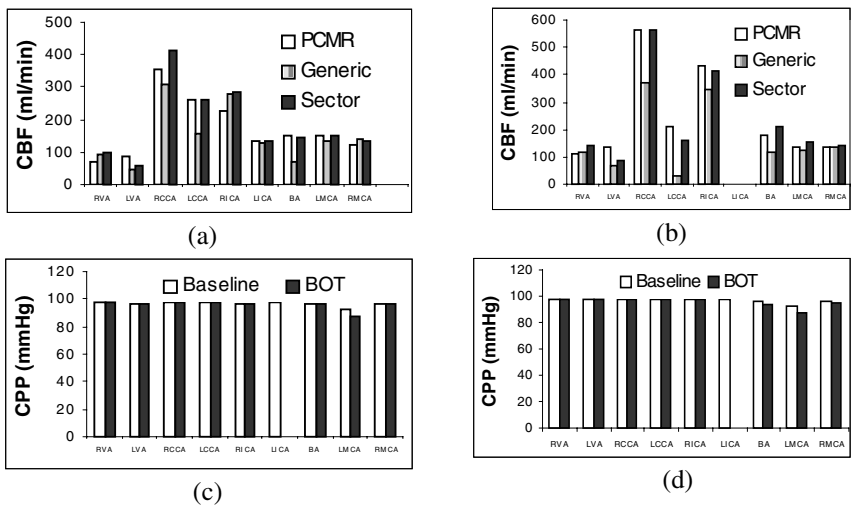 500
400
300
200
100
0
CBF (ml/min)
PCMR
Generic
Sector
RVA LVA RCCA LCCA RICA LICA BA LMCA RMCA
(a)
600
500
400
300
200
100
0
CBF (ml/min)
PCMR
Generic
Sector
RVA LVA RCCA LCCA RICA LICA BA LMCA RMCA
(b)
120
100
80
60
40
20
0
CPP (mmHg)
Baseline BOT
RVA LVA RCCA LCCA RICA LICA BA LMCA RMCA
(c)
120
100
80
60
40
20
0
CPP (mmHg)
Baseline BOT
RVA LVA RCCA LCCA RICA LICA BA LMCA RMCA
(d)